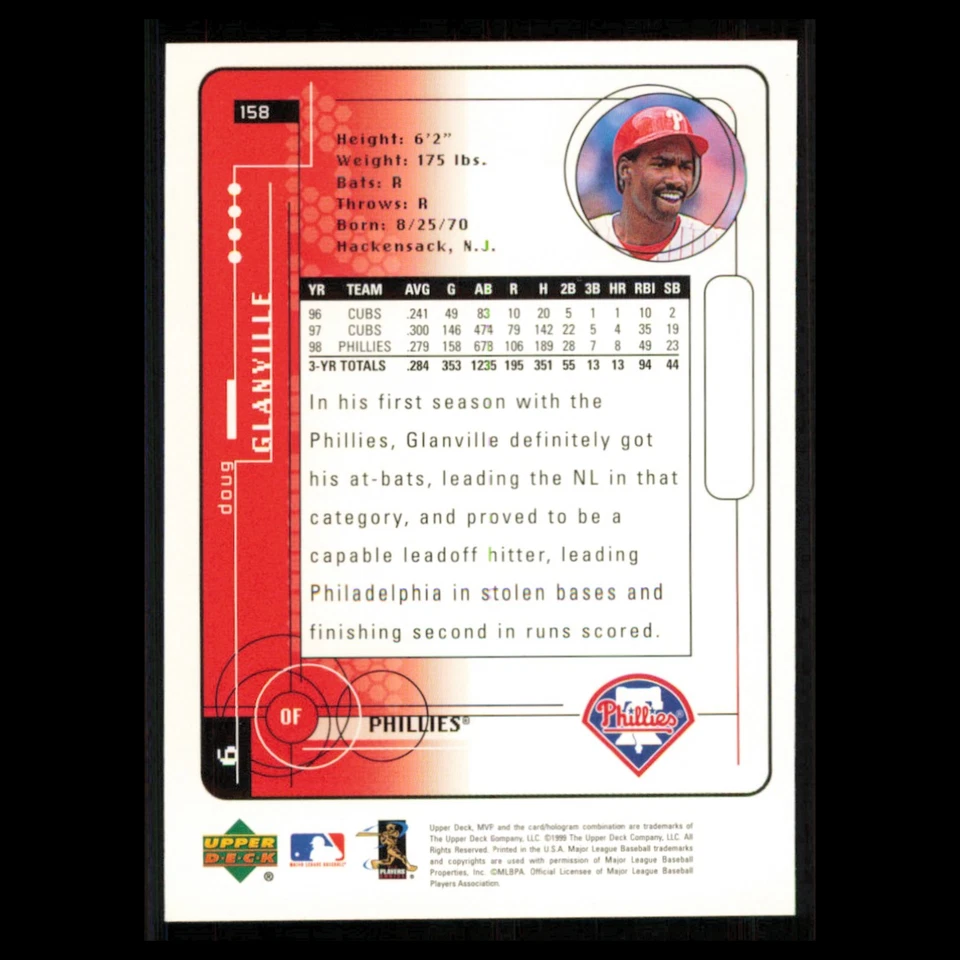 158
Height: 6'2"
Weight: 175 lbs.
Bats: R
Throws: R
Born: 8/25/70
Hackensack, N.J.
P
doug
GLANVILLE
YR TEAM AVG G AB R H 2B 3B HR RBI SB
96 CUBS .241 49 83 10 20 5 1 1 10 2
97 CUBS .300 146 474 79 142 22 5 4 35 19
98 PHILLIES .279 158 678 106 189 28 7 8 49 23
3-YR TOTALS .284 353 1235 195 351 55 13 13 94 44
In his first season with the
Phillies, Glanville definitely got
his at-bats, leading the NL in that
category, and proved to be a
capable leadoff hitter, leading
Philadelphia in stolen bases and
finishing second in runs scored.
6
OF
PHILLIES®
Phillies®
UPPER
DECK
®
MAJOR LEAGUE BASEBALL®
PLAYERS
CHOICE
®
Upper Deck, MVP and the card/hologram combination are trademarks of
The Upper Deck Company, LLC. ©1999 The Upper Deck Company, LLC. All
Rights Reserved. Printed in the U.S.A. Major League Baseball trademarks
and copyrights are used with permission of Major League Baseball
Properties, Inc. ©MLBPA. Official Licensee of Major League Baseball
Players Association.